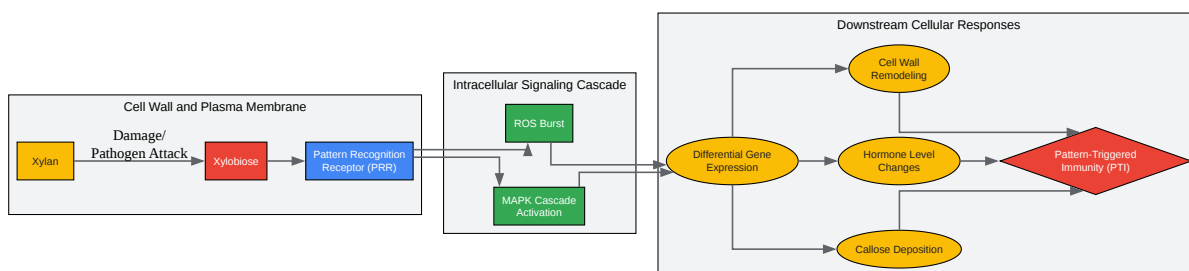 Cell Wall and Plasma Membrane
Xylan
Damage/
Pathogen Attack
Xylobiose
Pattern Recognition
Receptor (PRR)
Intracellular Signaling Cascade
ROS Burst
MAPK Cascade
Activation
Downstream Cellular Responses
Differential Gene
Expression
Cell Wall
Remodeling
Hormone Level
Changes
Callose Deposition
Pattern-Triggered
Immunity (PTI)